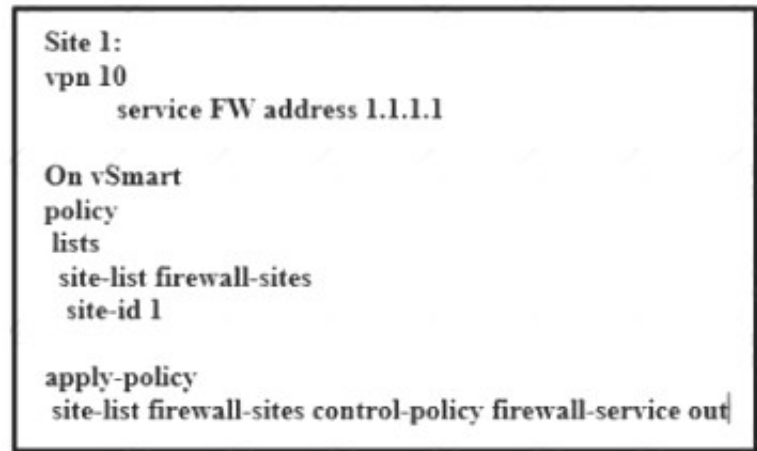 Site 1:
vpn 10
service FW address 1.1.1.1
On vSmart
policy
lists
site-list firewall-sites
site-id 1
apply-policy
site-list firewall-sites control-policy firewall-service out